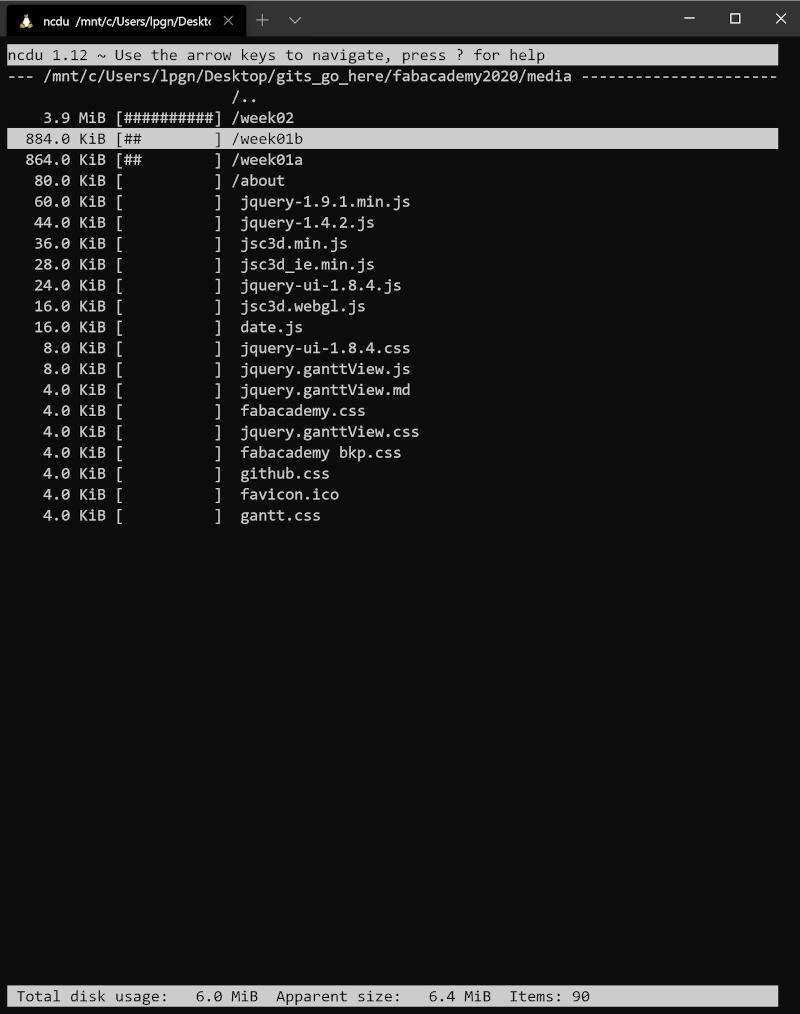 ncdu /mnt/c/Users/lpgn/Deskto
ncdu 1.12 ~ Use the arrow keys to navigate, press ? for help
--- /mnt/c/Users/lpgn/Desktop/gits_go_here/fabacademy2020/media ----------------------
/..
3.9 MiB [##########] /week02
884.0 KiB [##        ] /week01b
864.0 KiB [##        ] /week01a
80.0 KiB [          ] /about
60.0 KiB [          ]  jquery-1.9.1.min.js
44.0 KiB [          ]  jquery-1.4.2.js
36.0 KiB [          ]  jsc3d.min.js
28.0 KiB [          ]  jsc3d_ie.min.js
24.0 KiB [          ]  jquery-ui-1.8.4.js
16.0 KiB [          ]  jsc3d.webgl.js
16.0 KiB [          ]  date.js
8.0 KiB [          ]  jquery-ui-1.8.4.css
8.0 KiB [          ]  jquery.ganttView.js
4.0 KiB [          ]  jquery.ganttView.md
4.0 KiB [          ]  fabacademy.css
4.0 KiB [          ]  jquery.ganttView.css
4.0 KiB [          ]  fabacademy bkp.css
4.0 KiB [          ]  github.css
4.0 KiB [          ]  favicon.ico
4.0 KiB [          ]  gantt.css
Total disk usage:   6.0 MiB  Apparent size:   6.4 MiB  Items: 90